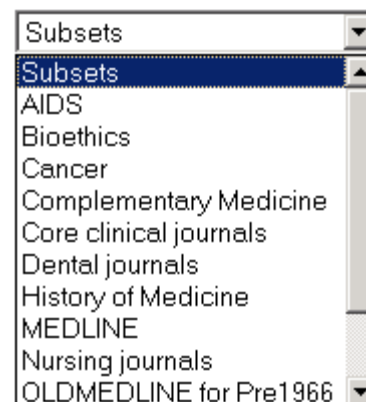 Subsets
Subsets
AIDS
Bioethics
Cancer
Complementary Medicine
Core clinical journals
Dental journals
History of Medicine
MEDLINE
Nursing journals
OLDMEDLINE for Pre1966